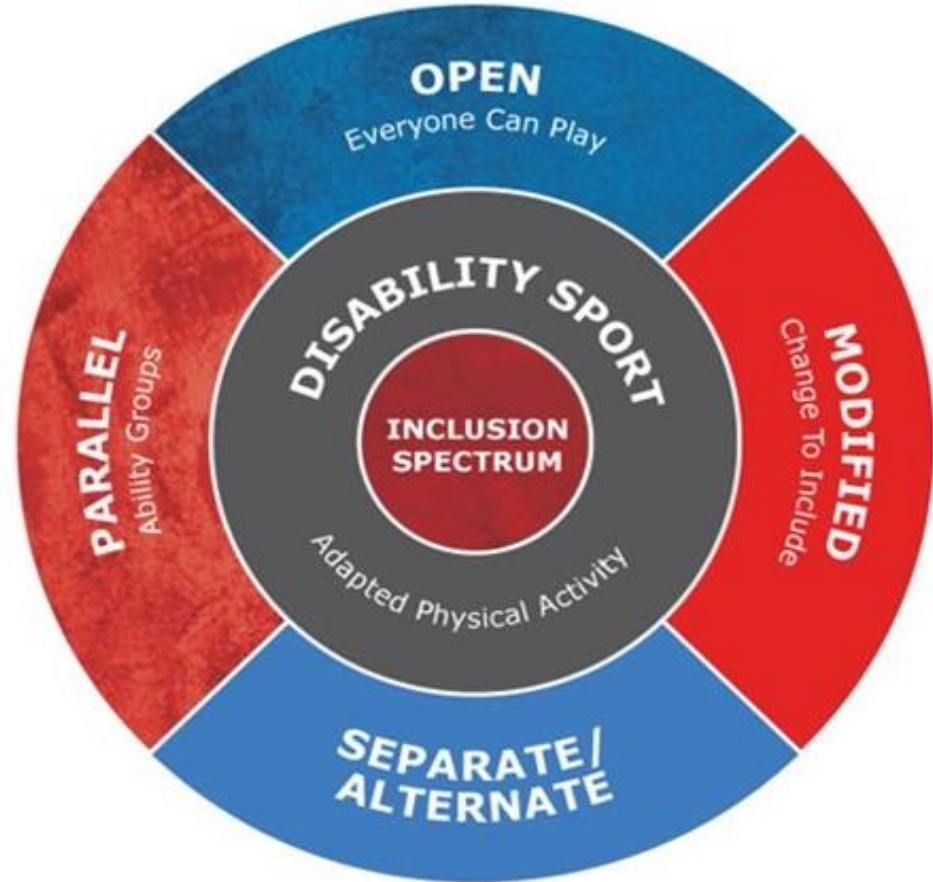 OPEN
Everyone Can Play
MODIFIED
Change To Include
SEPARATE/
ALTERNATE
PARALLEL
Ability Groups
DISABILITY SPORT
Adapted Physical Activity
INCLUSION
SPECTRUM